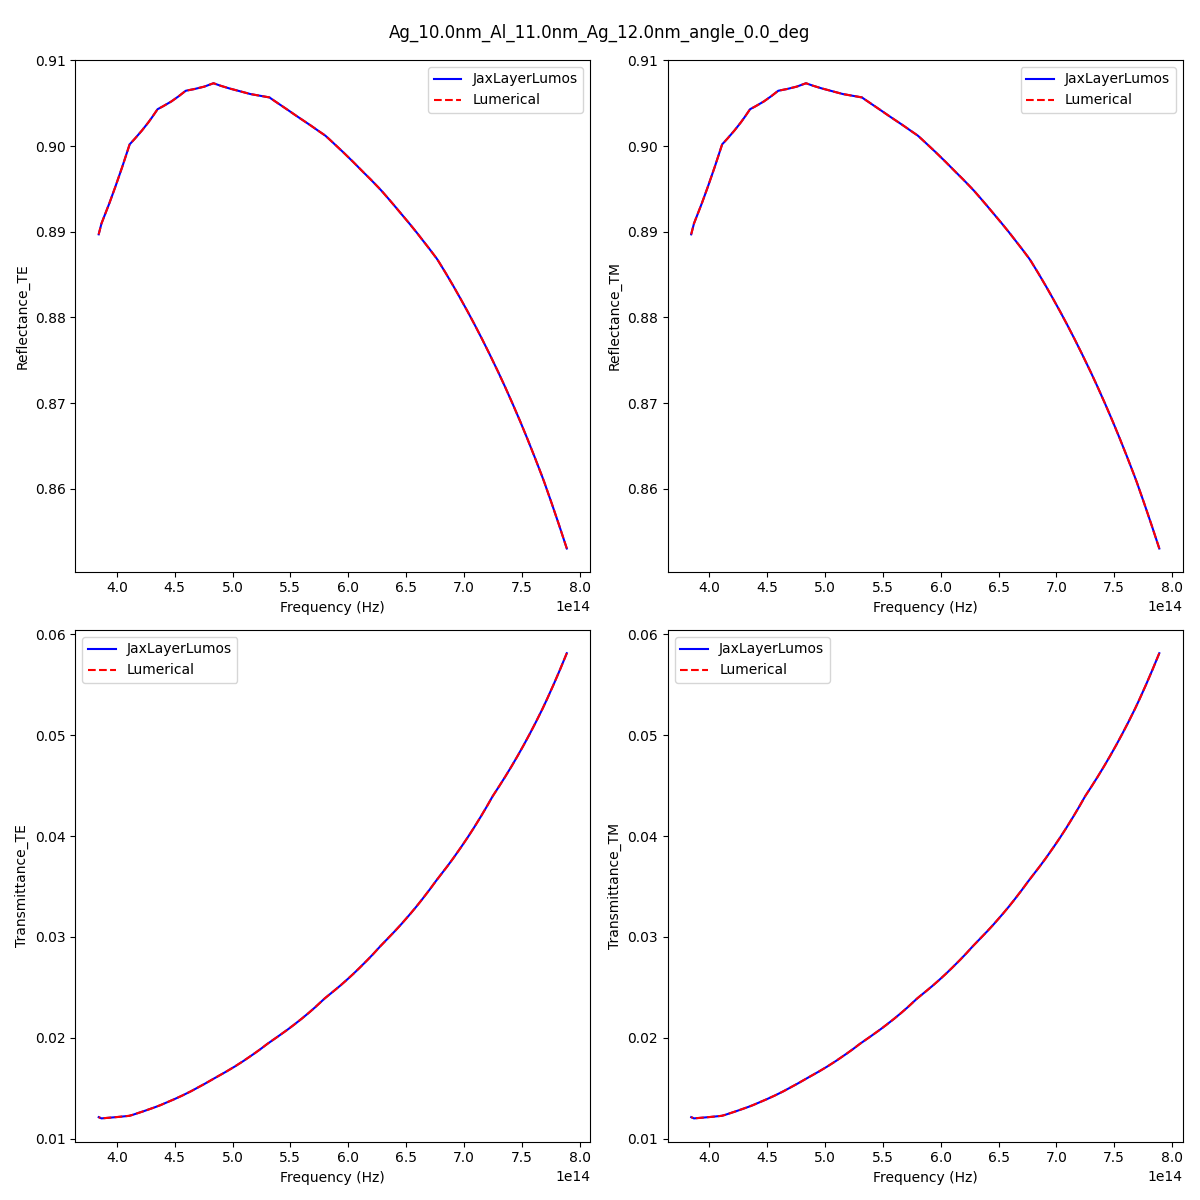 Ag_10.0nm_Al_11.0nm_Ag_12.0nm_angle_0.0_deg
Reflectance_TE
0.91
0.90
0.89
0.88
0.87
0.86
JaxLayerLumos
Lumerical
4.0 4.5 5.0 5.5 6.0 6.5 7.0 7.5 8.0
1e14
Frequency (Hz)
Reflectance_TM
0.91
0.90
0.89
0.88
0.87
0.86
JaxLayerLumos
Lumerical
4.0 4.5 5.0 5.5 6.0 6.5 7.0 7.5 8.0
1e14
Frequency (Hz)
Transmittance_TE
0.06
0.05
0.04
0.03
0.02
0.01
JaxLayerLumos
Lumerical
4.0 4.5 5.0 5.5 6.0 6.5 7.0 7.5 8.0
1e14
Frequency (Hz)
Transmittance_TM
0.06
0.05
0.04
0.03
0.02
0.01
JaxLayerLumos
Lumerical
4.0 4.5 5.0 5.5 6.0 6.5 7.0 7.5 8.0
1e14
Frequency (Hz)